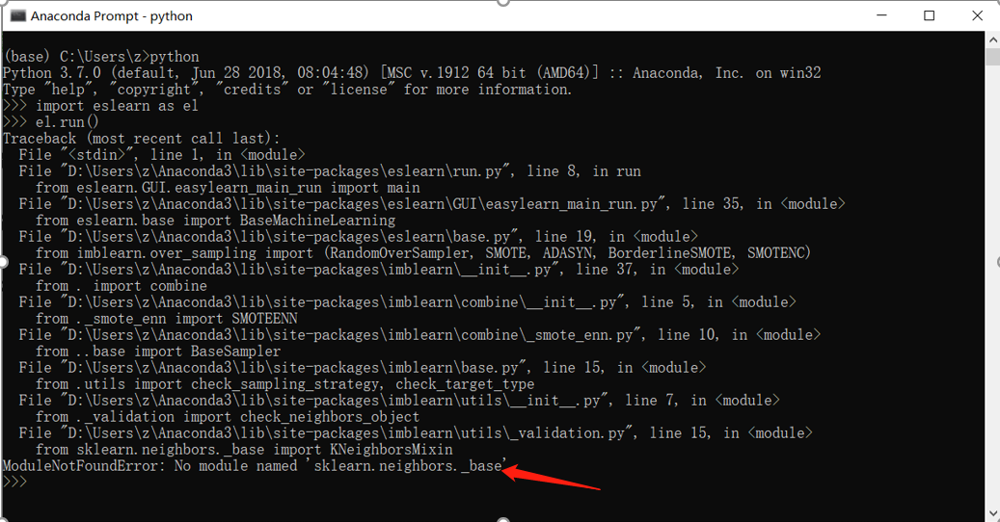 Anaconda Prompt - python
(base) C:\Users\z>python
Python 3.7.0 (default, Jun 28 2018, 08:04:48) [MSC v.1912 64 bit (AMD64)] :: Anaconda, Inc. on win32
Type "help", "copyright", "credits" or "license" for more information.
>>> import eslearn as el
>>> el.run()
Traceback (most recent call last):
  File "<stdin>", line 1, in <module>
  File "D:\Users\z\Anaconda3\lib\site-packages\eslearn\run.py", line 8, in run
    from eslearn.GUI.easylearn_main_run import main
  File "D:\Users\z\Anaconda3\lib\site-packages\eslearn\GUI\easylearn_main_run.py", line 35, in <module>
    from eslearn.base import BaseMachineLearning
  File "D:\Users\z\Anaconda3\lib\site-packages\eslearn\base.py", line 19, in <module>
    from imblearn.over_sampling import (RandomOverSampler, SMOTE, ADASYN, BorderlineSMOTE, SMOTENC)
  File "D:\Users\z\Anaconda3\lib\site-packages\imblearn\__init__.py", line 37, in <module>
    from . import combine
  File "D:\Users\z\Anaconda3\lib\site-packages\imblearn\combine\__init__.py", line 5, in <module>
    from ._smote_enn import SMOTEENN
  File "D:\Users\z\Anaconda3\lib\site-packages\imblearn\combine\_smote_enn.py", line 10, in <module>
    from ..base import BaseSampler
  File "D:\Users\z\Anaconda3\lib\site-packages\imblearn\base.py", line 15, in <module>
    from .utils import check_sampling_strategy, check_target_type
  File "D:\Users\z\Anaconda3\lib\site-packages\imblearn\utils\__init__.py", line 7, in <module>
    from ._validation import check_neighbors_object
  File "D:\Users\z\Anaconda3\lib\site-packages\imblearn\utils\_validation.py", line 15, in <module>
    from sklearn.neighbors._base import KNeighborsMixin
ModuleNotFoundError: No module named 'sklearn.neighbors._base'
>>>